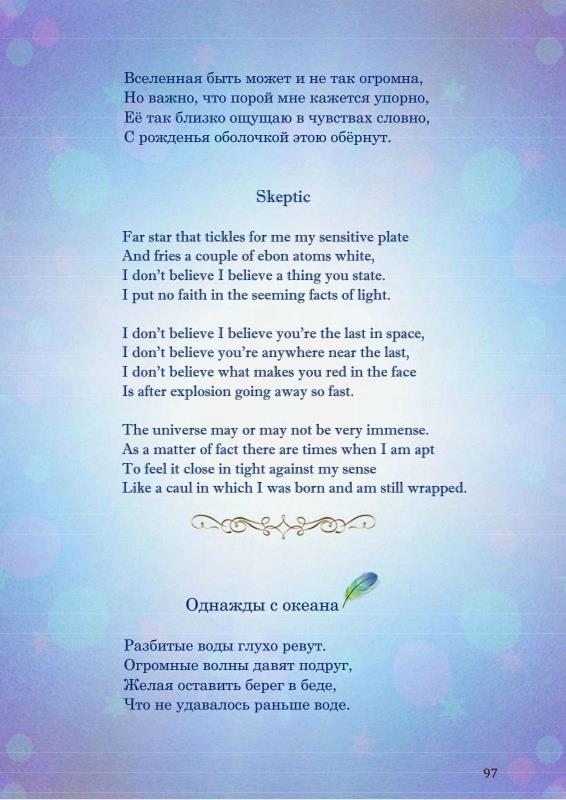 Вселенная быть может и не так огромна,
Но важно, что порой мне кажется упорно,
Её так близко ощущаю в чувствах словно,
С рожденья оболочкой этою обёрнут.
Skeptic
Far star that tickles for me my sensitive plate
And fries a couple of ebon atoms white,
I don’t believe I believe a thing you state.
I put no faith in the seeming facts of light.
I don’t believe I believe you’re the last in space,
I don’t believe you’re anywhere near the last,
I don’t believe what makes you red in the face
Is after explosion going away so fast.
The universe may or may not be very immense.
As a matter of fact there are times when I am apt
To feel it close in tight against my sense
Like a caul in which I was born and am still wrapped.
Однажды с океана
Разбитые воды глухо ревут.
Огромные волны давят подруг,
Желая оставить берег в беде,
Что не удавалось раньше воде.
97